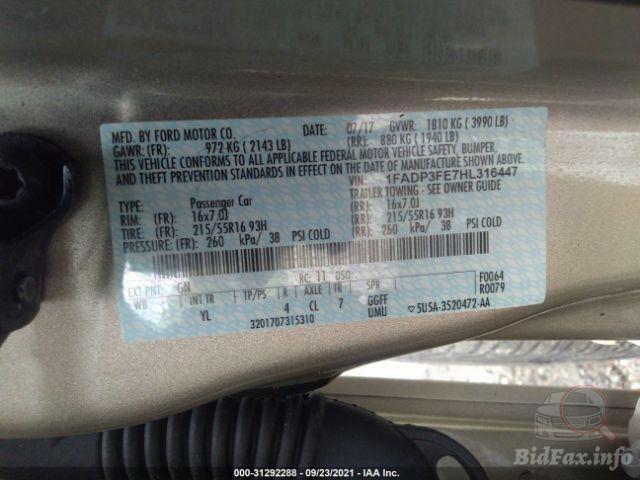 MFD. BY FORD MOTOR CO. DATE: 07/17 GVWR: 1810 KG ( 3990 LB)
GAWR: (FR): 972 KG ( 2143 LB) (RR): 880 KG ( 1940 LB)
THIS VEHICLE CONFORMS TO ALL APPLICABLE FEDERAL MOTOR VEHICLE SAFETY, BUMPER,
AND THEFT PREVENTION STANDARDS IN EFFECT ON THE DATE OF MANUFACTURE SHOWN ABOVE.
VIN: 1FADP3FE7HL316447
TYPE: Passenger Car TRAILER TOWING - SEE OWNER
RIM: (FR): 16x7.0J (RR): 16x7.0J
TIRE: (FR): 215/55R16 93H (RR): 215/55R16 93H
PRESSURE: (FR): 260 kPa/ 38 PSI COLD (RR): 260 kPa/ 38 PSI COLD
EXT PNT: GN RC: 11 DSO: F0064
WB INT TR TP/PS R AXLE TR SPR R0079
YL 4 CL 7 GGFF
UMU 5U5A-3520472-AA
3201707315310
000-31292288 - 09/23/2021 - IAA Inc.
BidFax.info